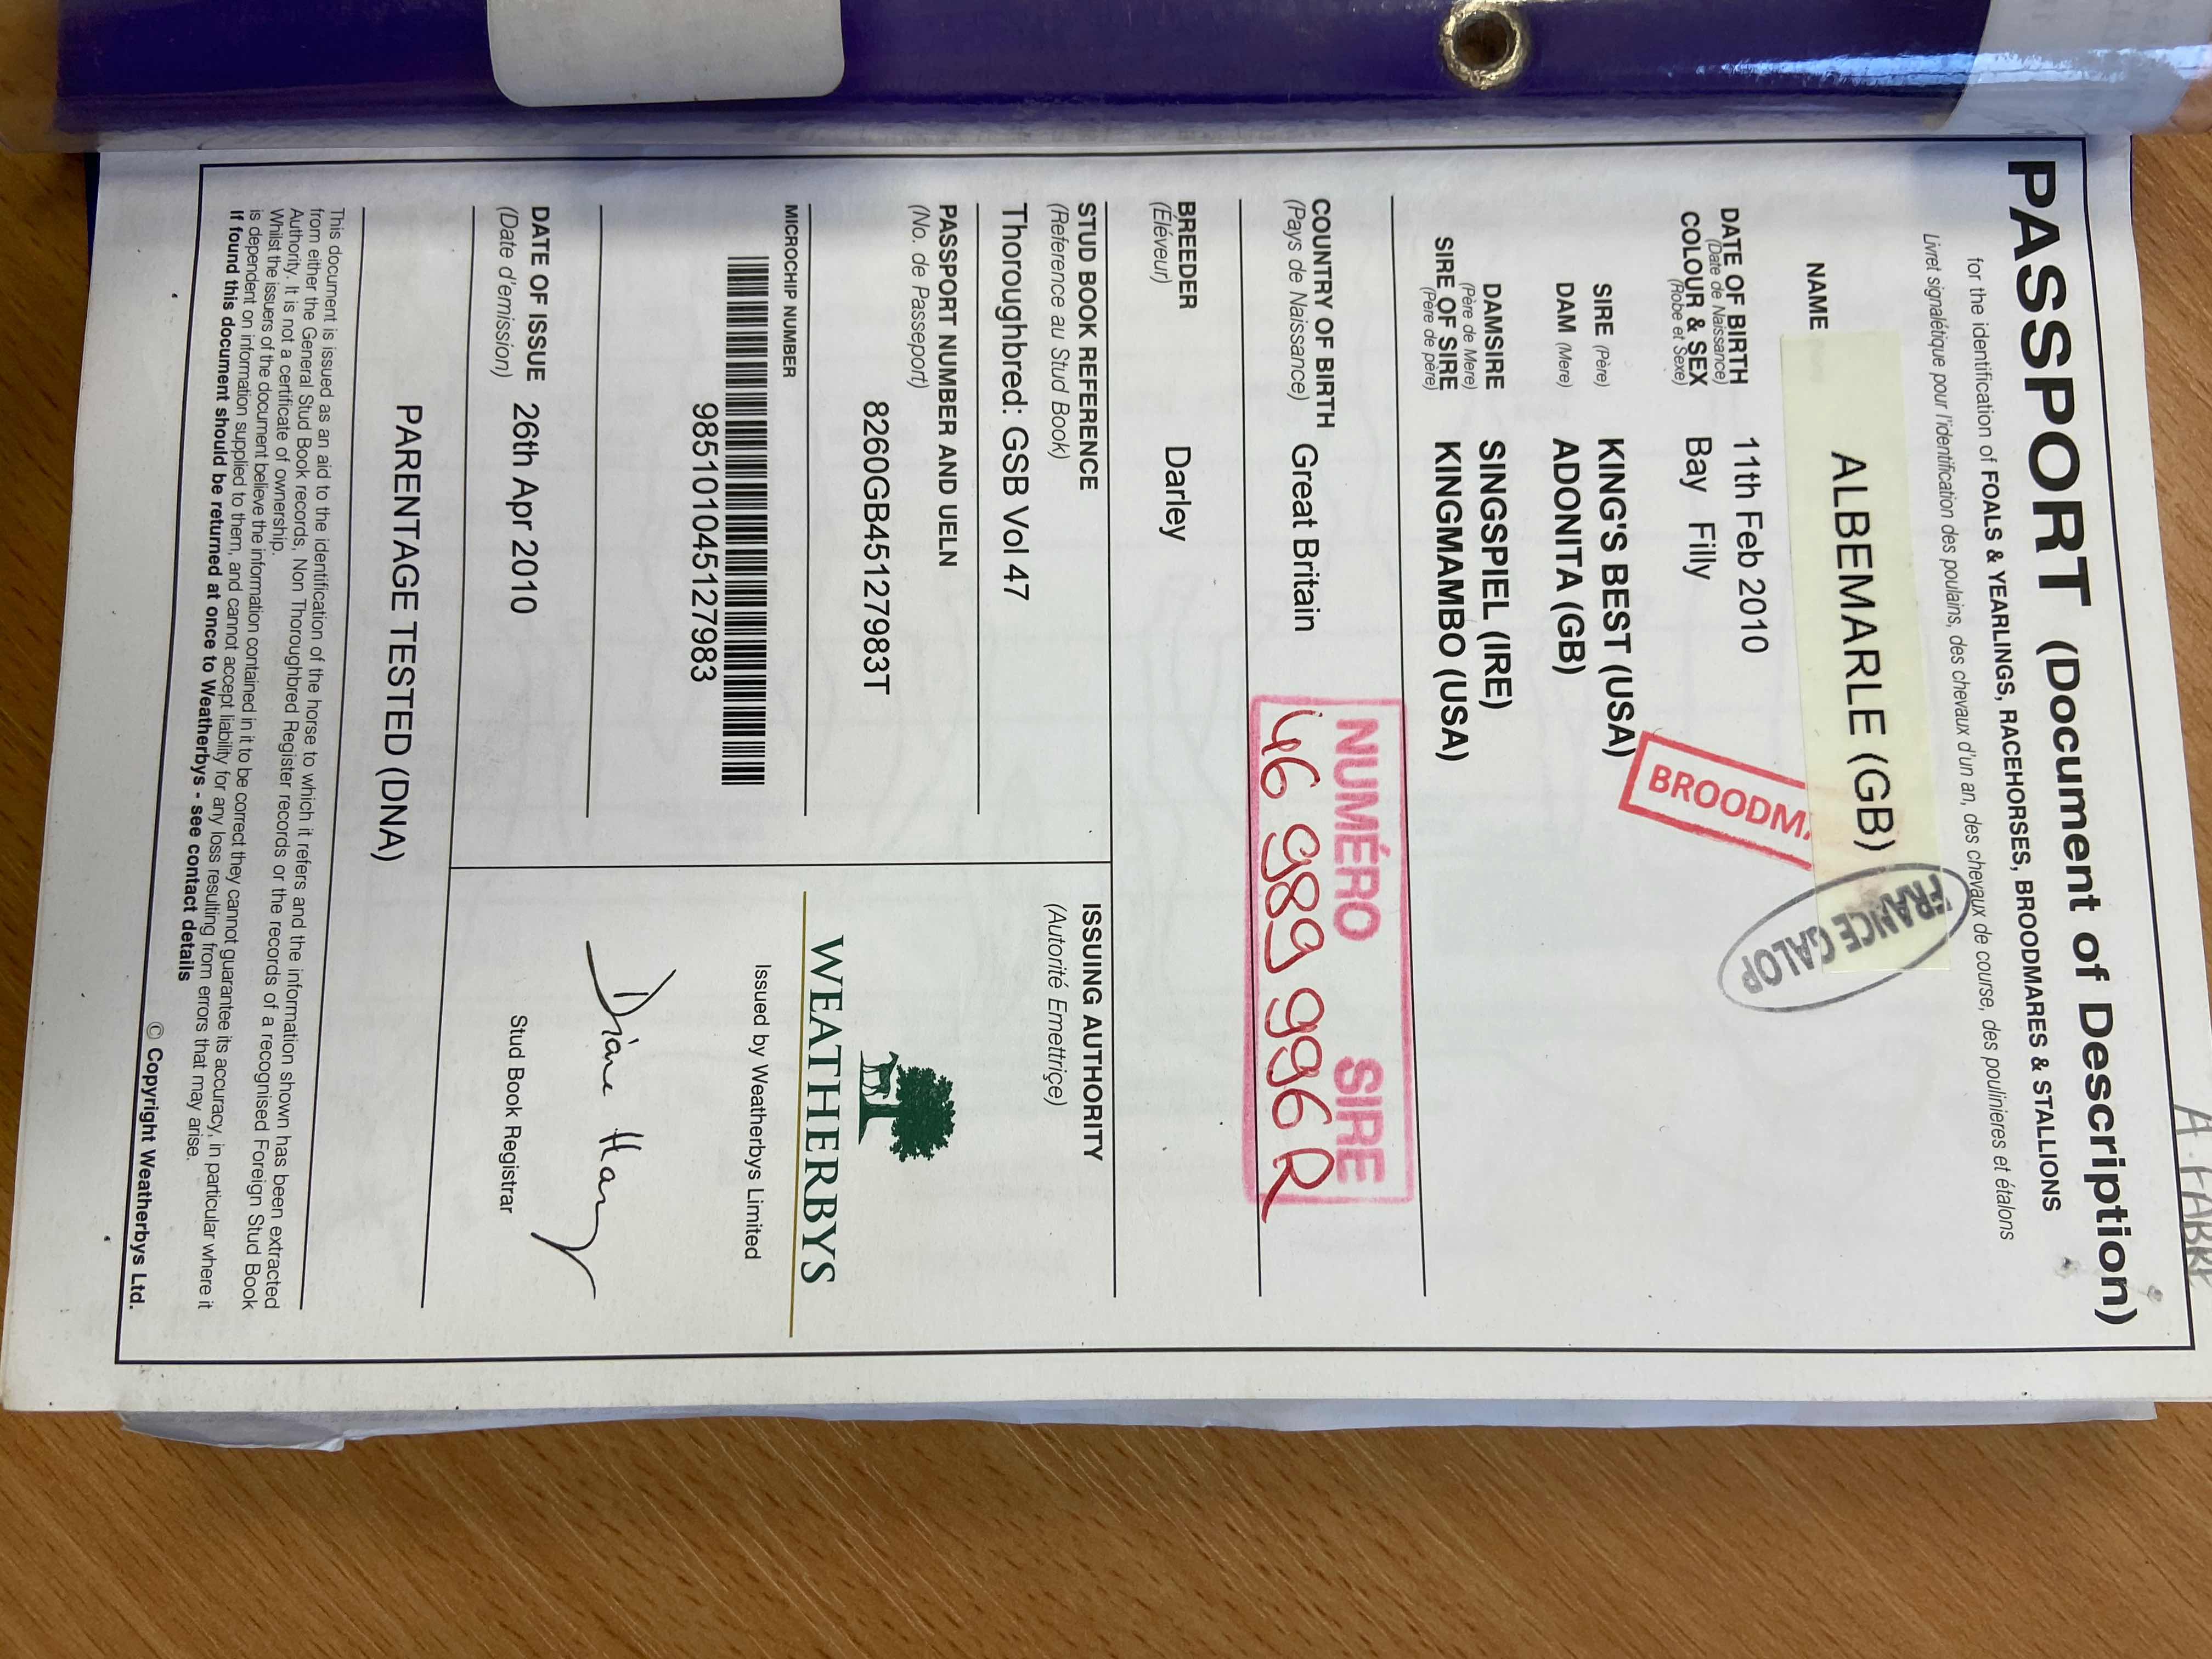 A. FABRE
PASSPORT (Document of Description)
for the identification of FOALS & YEARLINGS, RACEHORSES, BROODMARES & STALLIONS
Livret signalétique pour l'identification des poulains, des chevaux d'un an, des chevaux de course, des poulinieres et étalons
NAME ALBEMARLE (GB)
FRANCE GALOP
DATE OF BIRTH 11th Feb 2010
(Date de Naissance)
COLOUR & SEX Bay Filly
(Robe et Sexe)
BROODM
SIRE (Père) KING'S BEST (USA)
DAM (Mere) ADONITA (GB)
DAMSIRE SINGSPIEL (IRE)
(Père de Mere)
SIRE OF SIRE KINGMAMBO (USA)
(Père de père)
NUMÉRO SIRE
46 989 996 R
COUNTRY OF BIRTH Great Britain
(Pays de Naissance)
BREEDER Darley
(Éléveur)
STUD BOOK REFERENCE
(Reference au Stud Book)
Thoroughbred: GSB Vol 47
PASSPORT NUMBER AND UELN
(No. de Passeport)
8260GB45127983T
MICROCHIP NUMBER
985101045127983
DATE OF ISSUE 26th Apr 2010
(Date d'emission)
ISSUING AUTHORITY
(Autorité Emettriçe)
WEATHERBYS
Issued by Weatherbys Limited
Stud Book Registrar
PARENTAGE TESTED (DNA)
This document is issued as an aid to the identification of the horse to which it refers and the information shown has been extracted
from either the General Stud Book records, Non Thoroughbred Register records or the records of a recognised Foreign Stud Book
Authority. It is not a certificate of ownership.
Whilst the issuers of the document believe the information contained in it to be correct they cannot guarantee its accuracy, in particular where it
is dependent on information supplied to them, and cannot accept liability for any loss resulting from errors that may arise.
If found this document should be returned at once to Weatherbys - see contact details
© Copyright Weatherbys Ltd.